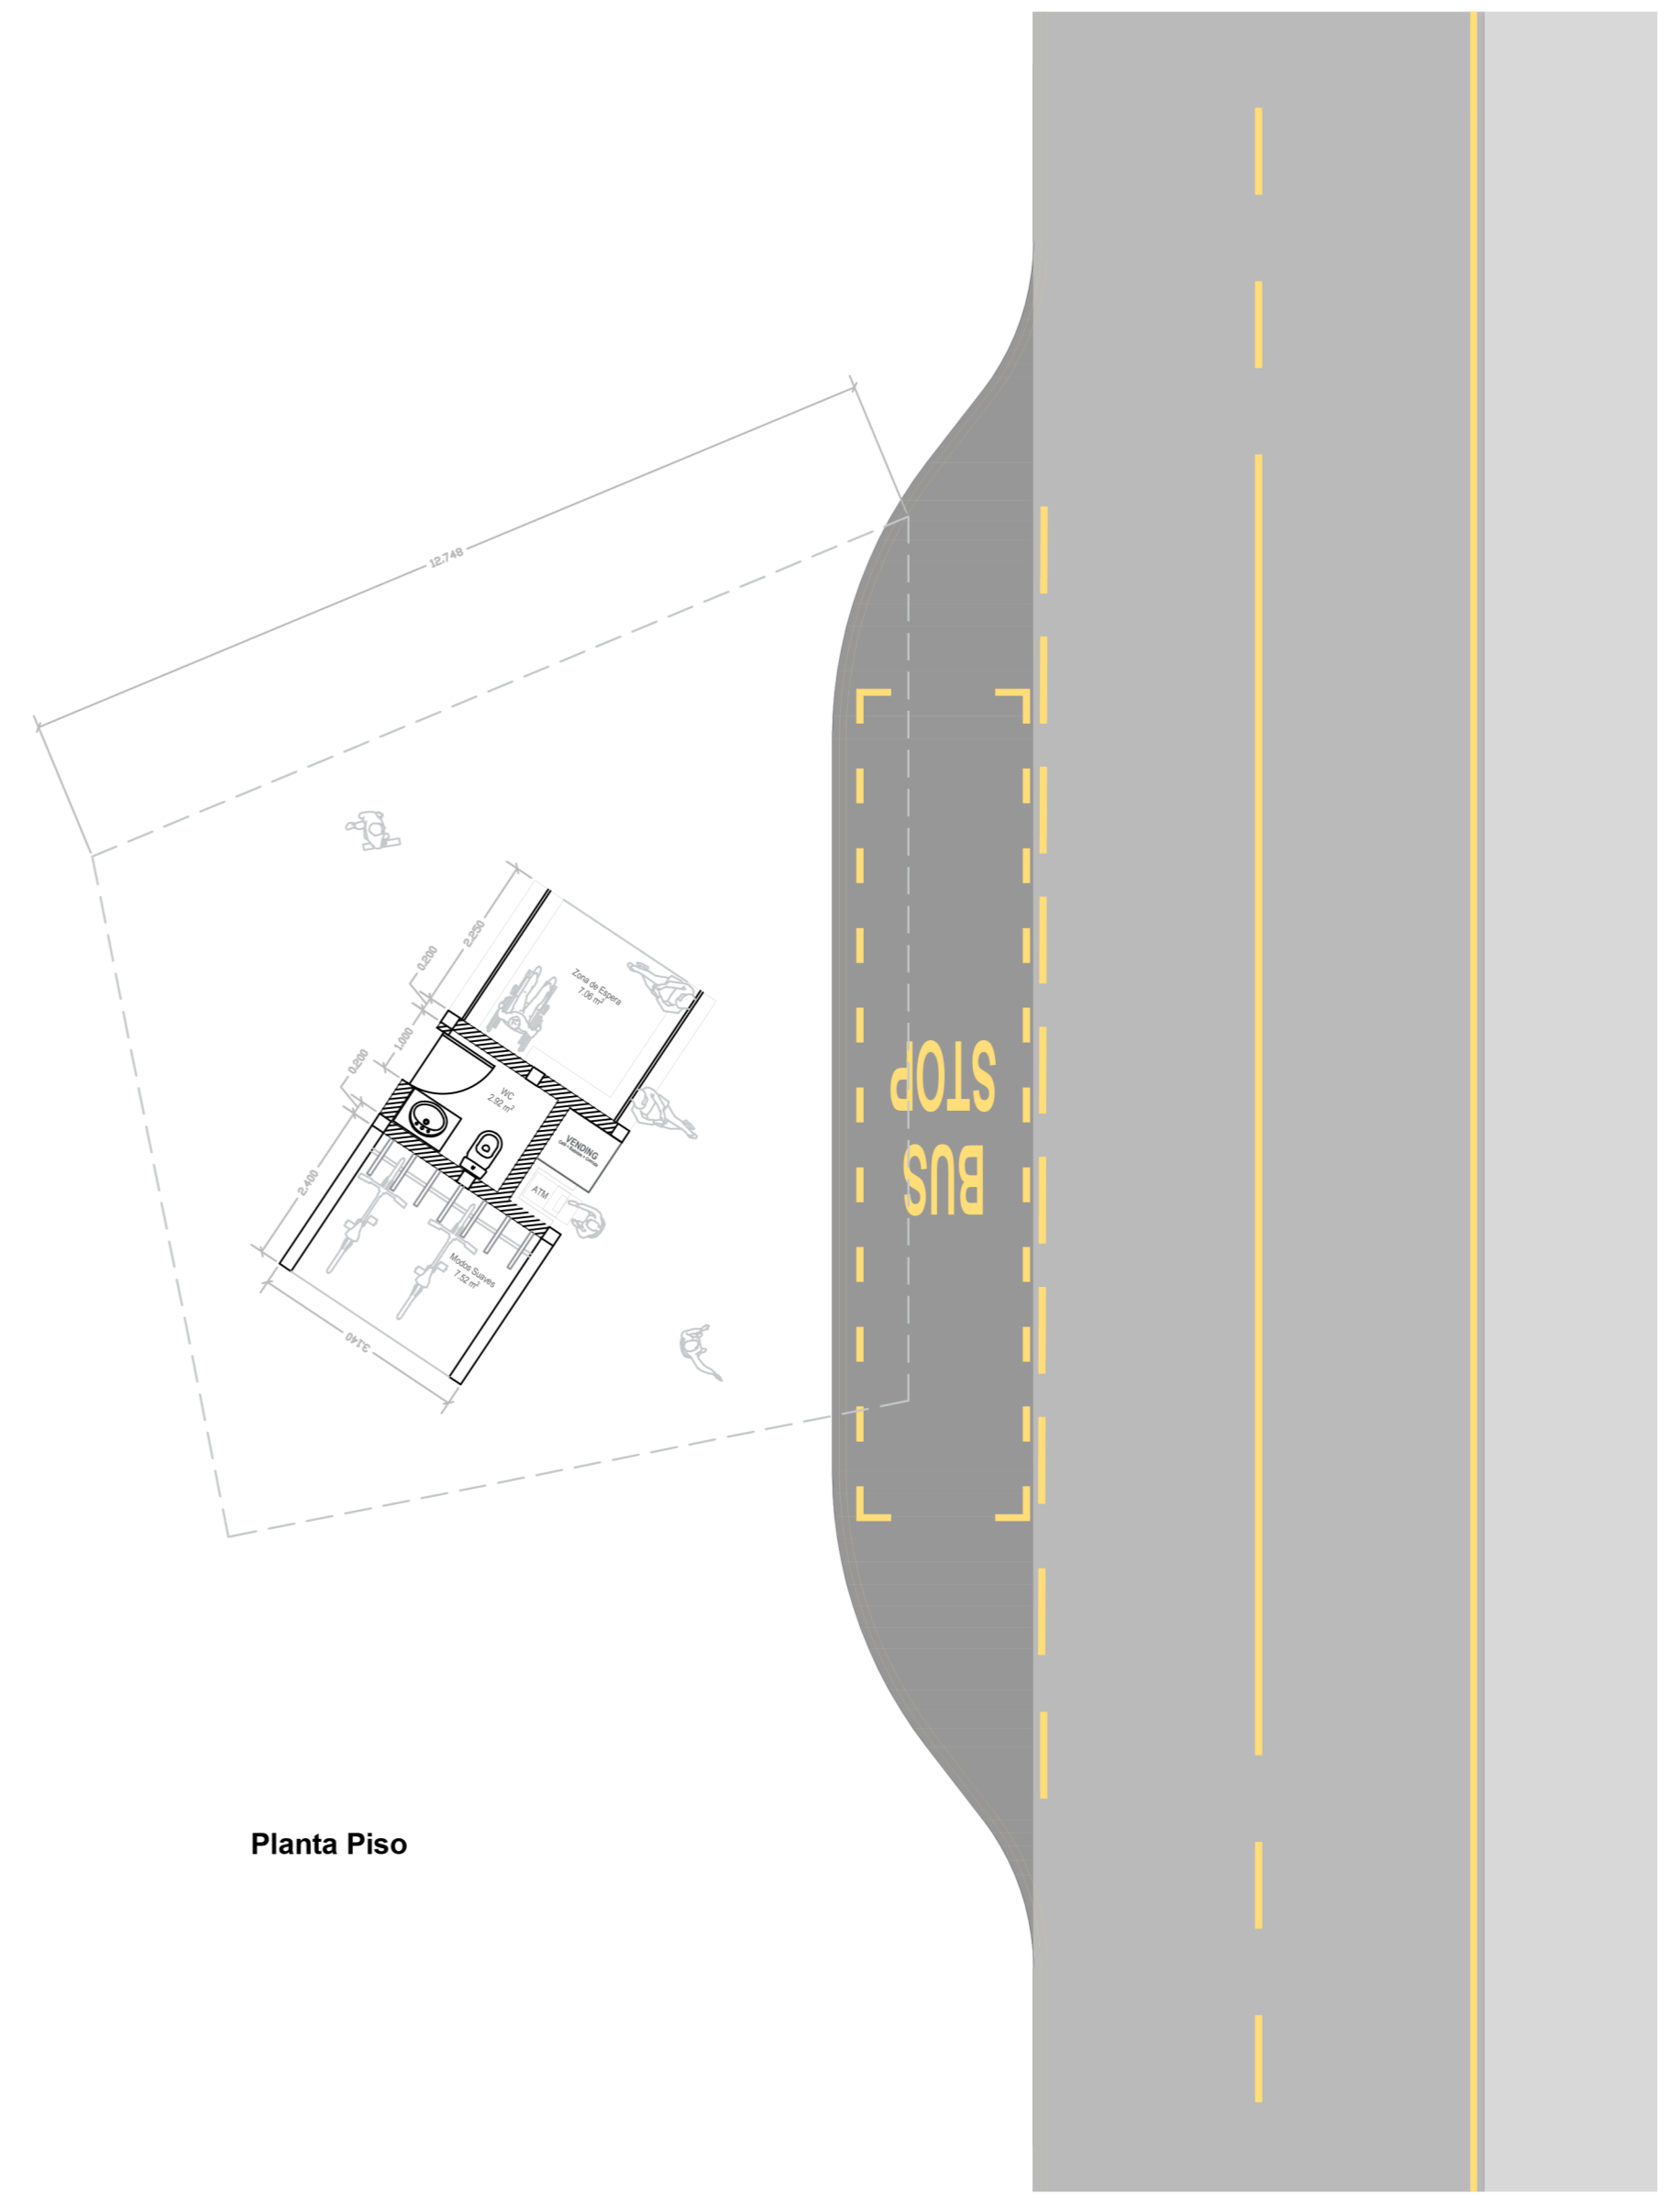 12.748
2.250
0.200
Zona de Espera
7.06 m²
1.000
0.200
WC
2.92 m²
VENDING
ATM
2.400
Modos Suaves
7.52 m²
3.140
STOP
BUS
Planta Piso